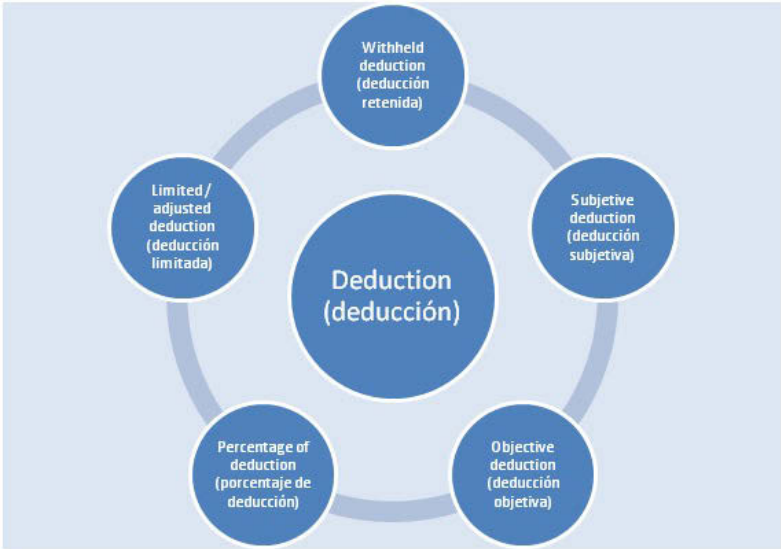 Withheld
deduction
(deducción
retenida)
Limited /
adjusted
deduction
(deducción
limitada)
Subjetive
deduction
(deducción
subjetiva)
Deduction
(deducción)
Percentage of
deduction
(porcentaje de
deducción)
Objective
deduction
(deducción
objetiva)